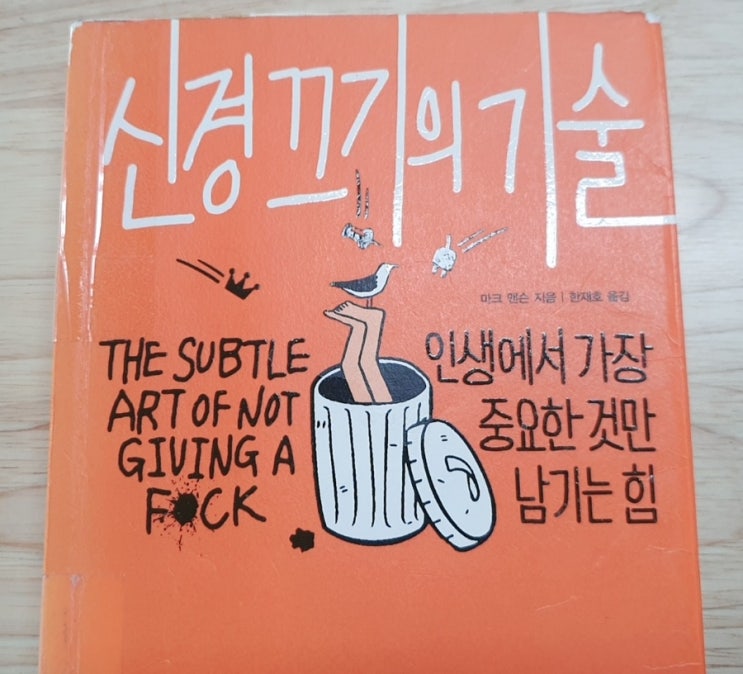 신경 끄기의 기술
마크 맨슨 지음 | 한재호 옮김
THE SUBTLE
ART OF NOT
GIVING A
F CK
인생에서 가장
중요한 것만
남기는 힘